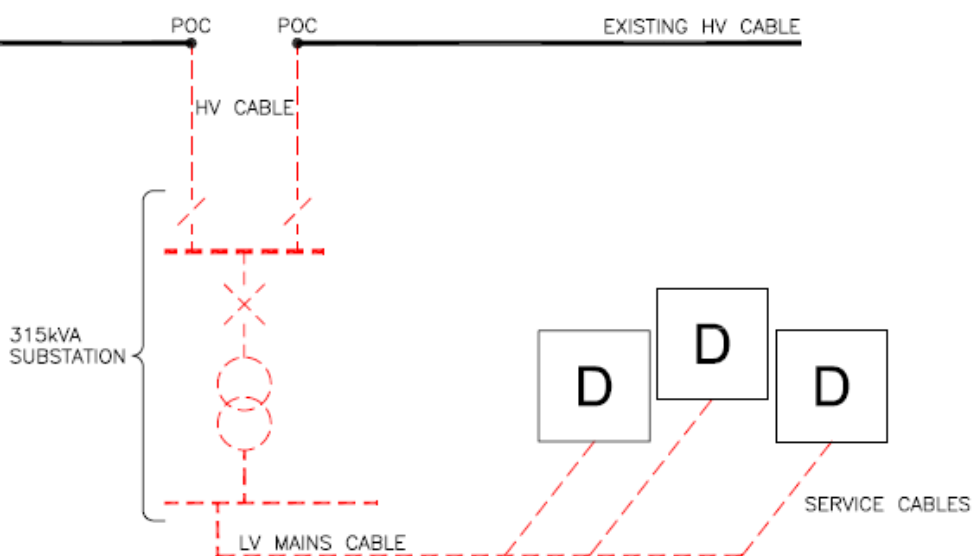 POC
POC
EXISTING HV CABLE
HV CABLE
315kVA
SUBSTATION
D
D
D
SERVICE CABLES
LV MAINS CABLE